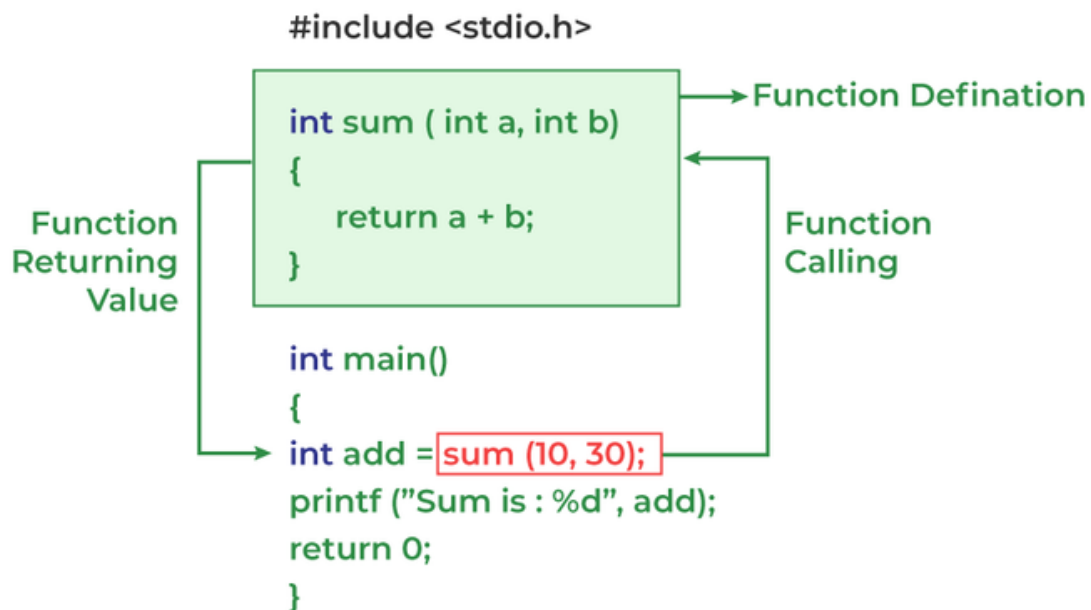 #include <stdio.h>
int sum ( int a, int b)
{
return a + b;
}
Function Defination
Function
Returning
Value
Function
Calling
int main()
{
int add = sum (10, 30);
printf (”Sum is : %d”, add);
return 0;
}